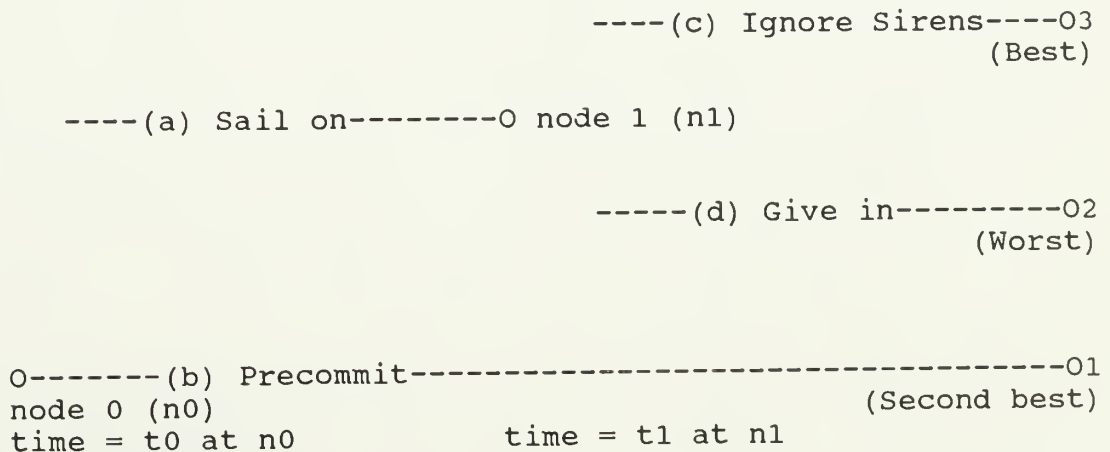 ----(c) Ignore Sirens----O3
(Best)
----(a) Sail on--------O node 1 (n1)
-----(d) Give in---------O2
(Worst)
O-------(b) Precommit-----------------------------------O1
node 0 (n0)
(Second best)
time = t0 at n0 time = t1 at n1